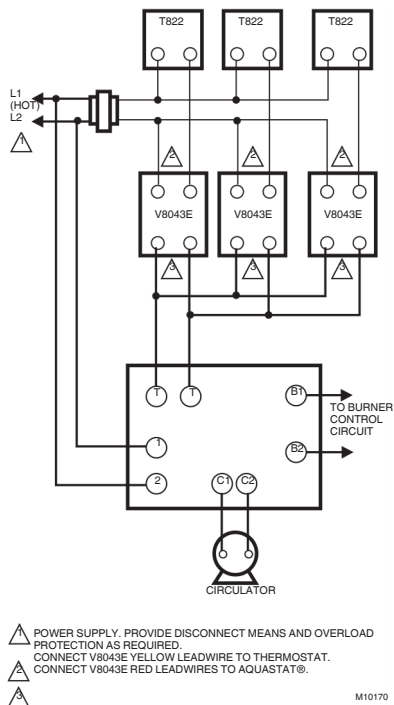 T822 T822 T822
L1
(HOT)
L2
1
2 2 2
V8043E V8043E V8043E
3 3 3
T T B1
TO BURNER
CONTROL
CIRCUIT
1 B2
2 C1 C2
CIRCULATOR
1 POWER SUPPLY. PROVIDE DISCONNECT MEANS AND OVERLOAD
PROTECTION AS REQUIRED.
CONNECT V8043E YELLOW LEADWIRE TO THERMOSTAT.
2 CONNECT V8043E RED LEADWIRES TO AQUASTAT®.
3 M10170